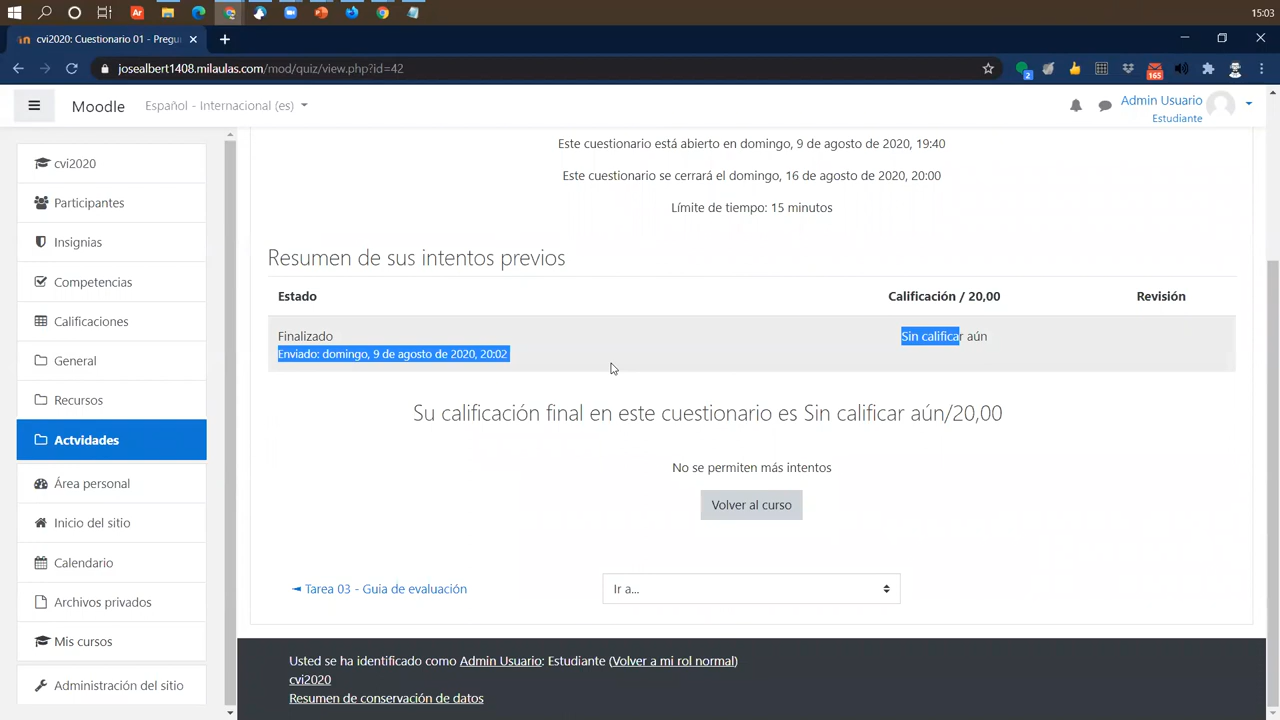 15:03
cvi2020: Cuestionario 01 - Pregu
josealbert1408.milaulas.com/mod/quiz/view.php?id=42
165
2
Moodle
Español - Internacional (es)
Admin Usuario
Estudiante
cvi2020
Participantes
Insignias
Competencias
Calificaciones
General
Recursos
Actvidades
Área personal
Inicio del sitio
Calendario
Archivos privados
Mis cursos
Administración del sitio
Este cuestionario está abierto en domingo, 9 de agosto de 2020, 19:40
Este cuestionario se cerrará el domingo, 16 de agosto de 2020, 20:00
Límite de tiempo: 15 minutos
Resumen de sus intentos previos
Estado Calificación / 20,00 Revisión
Finalizado Sin calificar aún
Enviado: domingo, 9 de agosto de 2020, 20:02
Su calificación final en este cuestionario es Sin calificar aún/20,00
No se permiten más intentos
Volver al curso
◄ Tarea 03 - Guia de evaluación
Ir a...
Usted se ha identificado como Admin Usuario: Estudiante (Volver a mi rol normal)
cvi2020
Resumen de conservación de datos